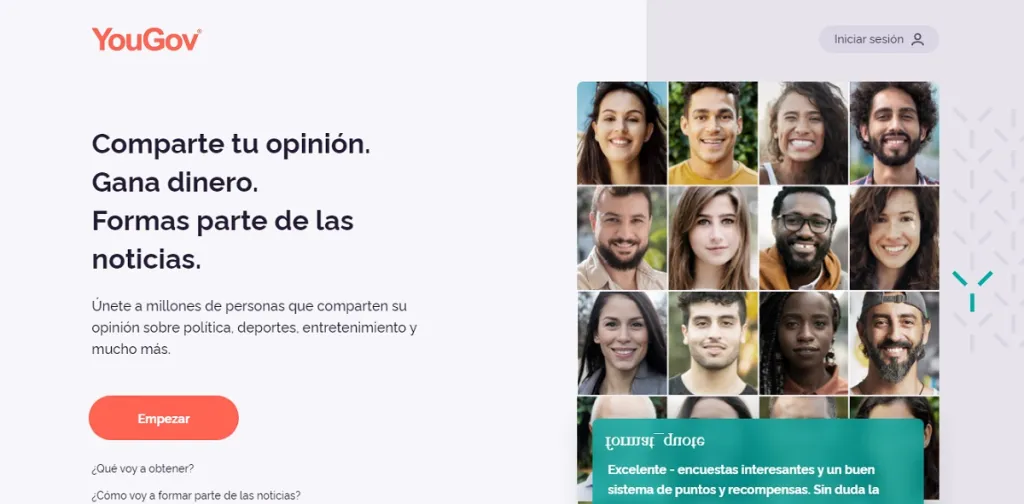 YouGov®
Iniciar sesión
Comparte tu opinión.
Gana dinero.
Formas parte de las
noticias.
Únete a millones de personas que comparten su
opinión sobre política, deportes, entretenimiento y
mucho más.
Empezar
¿Qué voy a obtener?
¿Cómo voy a formar parte de las noticias?
format_quote
Excelente - encuestas interesantes y un buen
sistema de puntos y recompensas. Sin duda la